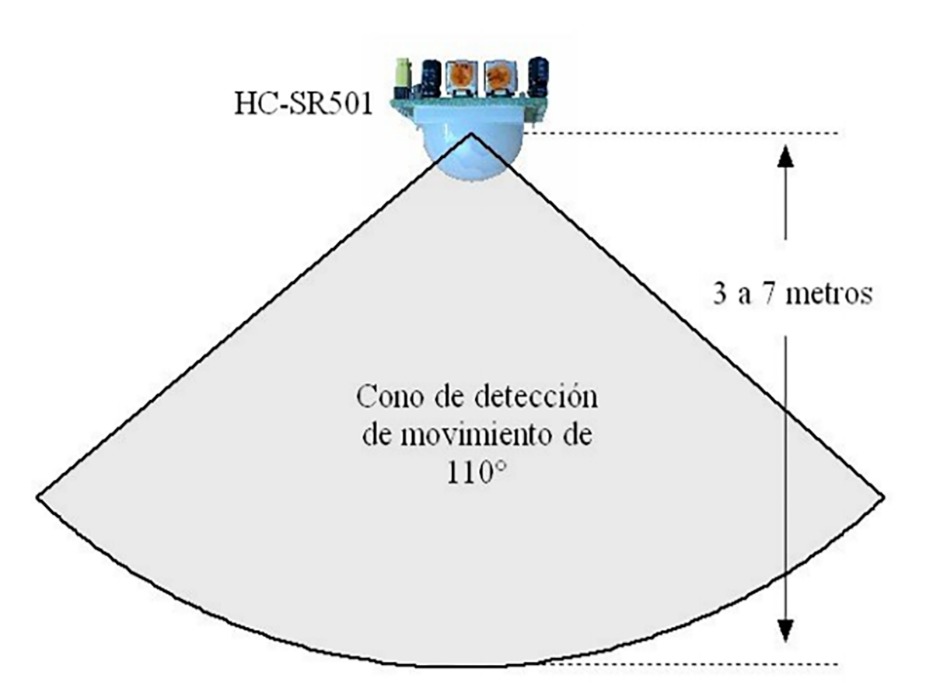 HC-SR501
3 a 7 metros
Cono de detección
de movimiento de
110°